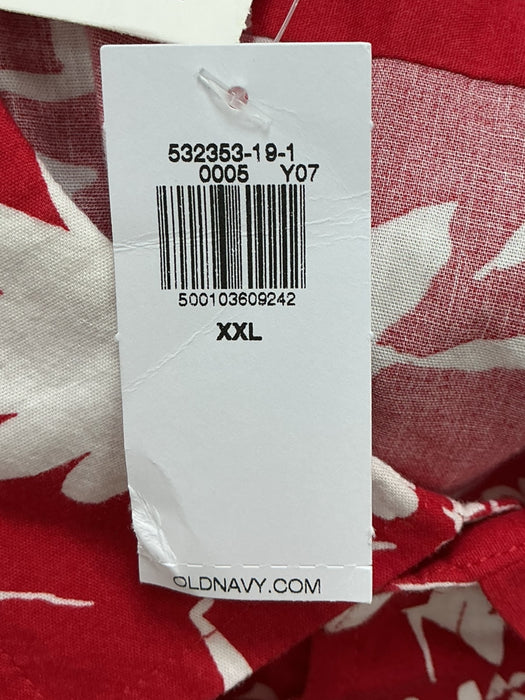 532353-19-1
0005 Y07
500103609242
XXL
OLDNAVY.COM